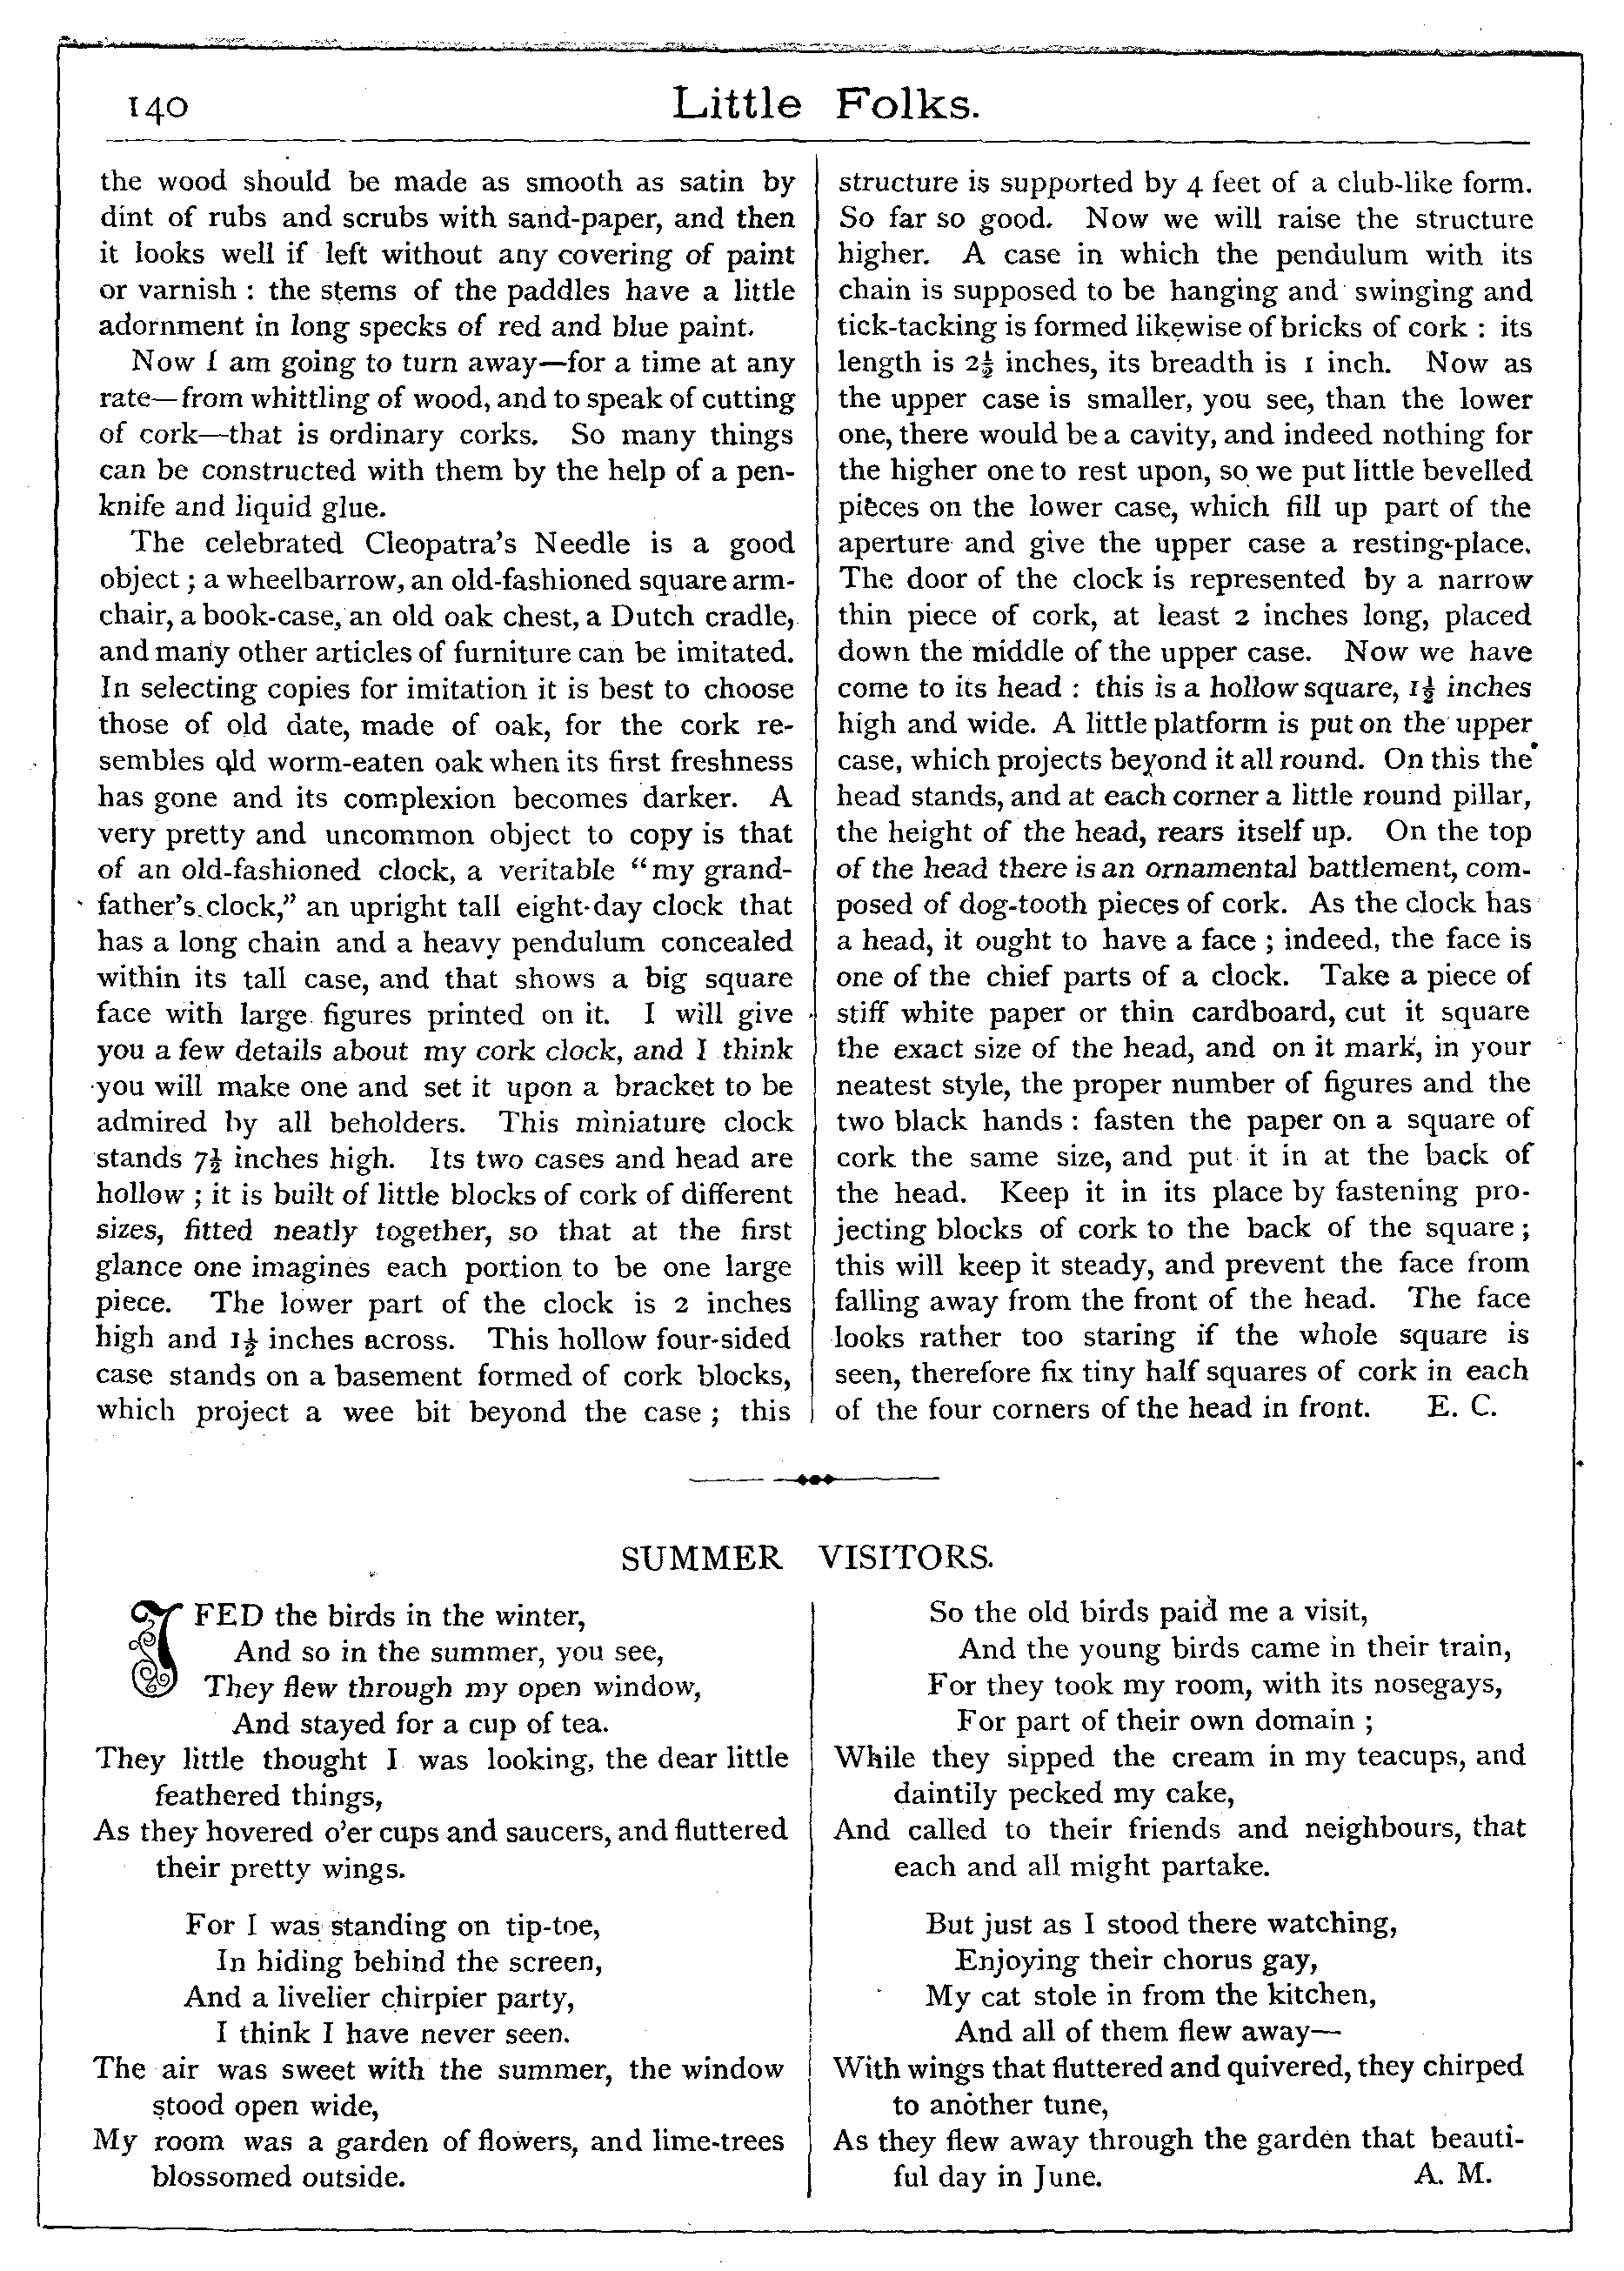 140
Little Folks.
the wood should be made as smooth as satin by
dint of rubs and scrubs with sand-paper, and then
it looks well if left without any covering of paint
or varnish : the stems of the paddles have a little
adornment in long specks of red and blue paint.
Now I am going to turn away—for a time at any
rate—from whittling of wood, and to speak of cutting
of cork—that is ordinary corks. So many things
can be constructed with them by the help of a pen-
knife and liquid glue.
The celebrated Cleopatra's Needle is a good
object ; a wheelbarrow, an old-fashioned square arm-
chair, a book-case, an old oak chest, a Dutch cradle,
and many other articles of furniture can be imitated.
In selecting copies for imitation it is best to choose
those of old date, made of oak, for the cork re-
sembles old worm-eaten oak when its first freshness
has gone and its complexion becomes darker. A
very pretty and uncommon object to copy is that
of an old-fashioned clock, a veritable "my grand-
father's clock," an upright tall eight-day clock that
has a long chain and a heavy pendulum concealed
within its tall case, and that shows a big square
face with large figures printed on it. I will give
you a few details about my cork clock, and I think
you will make one and set it upon a bracket to be
admired by all beholders. This miniature clock
stands 7½ inches high. Its two cases and head are
hollow ; it is built of little blocks of cork of different
sizes, fitted neatly together, so that at the first
glance one imagines each portion to be one large
piece. The lower part of the clock is 2 inches
high and 1½ inches across. This hollow four-sided
case stands on a basement formed of cork blocks,
which project a wee bit beyond the case ; this
structure is supported by 4 feet of a club-like form.
So far so good. Now we will raise the structure
higher. A case in which the pendulum with its
chain is supposed to be hanging and swinging and
tick-tacking is formed likewise of bricks of cork : its
length is 2½ inches, its breadth is 1 inch. Now as
the upper case is smaller, you see, than the lower
one, there would be a cavity, and indeed nothing for
the higher one to rest upon, so we put little bevelled
pieces on the lower case, which fill up part of the
aperture and give the upper case a resting-place.
The door of the clock is represented by a narrow
thin piece of cork, at least 2 inches long, placed
down the middle of the upper case. Now we have
come to its head : this is a hollow square, 1½ inches
high and wide. A little platform is put on the upper
case, which projects beyond it all round. On this the
head stands, and at each corner a little round pillar,
the height of the head, rears itself up. On the top
of the head there is an ornamental battlement, com-
posed of dog-tooth pieces of cork. As the clock has
a head, it ought to have a face ; indeed, the face is
one of the chief parts of a clock. Take a piece of
stiff white paper or thin cardboard, cut it square
the exact size of the head, and on it mark, in your
neatest style, the proper number of figures and the
two black hands : fasten the paper on a square of
cork the same size, and put it in at the back of
the head. Keep it in its place by fastening pro-
jecting blocks of cork to the back of the square ;
this will keep it steady, and prevent the face from
falling away from the front of the head. The face
looks rather too staring if the whole square is
seen, therefore fix tiny half squares of cork in each
of the four corners of the head in front. E. C.
SUMMER VISITORS.
I FED the birds in the winter,
And so in the summer, you see,
They flew through my open window,
And stayed for a cup of tea.
They little thought I was looking, the dear little
feathered things,
As they hovered o'er cups and saucers, and fluttered
their pretty wings.
For I was standing on tip-toe,
In hiding behind the screen,
And a livelier chirpier party,
I think I have never seen.
The air was sweet with the summer, the window
stood open wide,
My room was a garden of flowers, and lime-trees
blossomed outside.
So the old birds paid me a visit,
And the young birds came in their train,
For they took my room, with its nosegays,
For part of their own domain ;
While they sipped the cream in my teacups, and
daintily pecked my cake,
And called to their friends and neighbours, that
each and all might partake.
But just as I stood there watching,
Enjoying their chorus gay,
My cat stole in from the kitchen,
And all of them flew away—
With wings that fluttered and quivered, they chirped
to another tune,
As they flew away through the garden that beauti-
ful day in June. A. M.